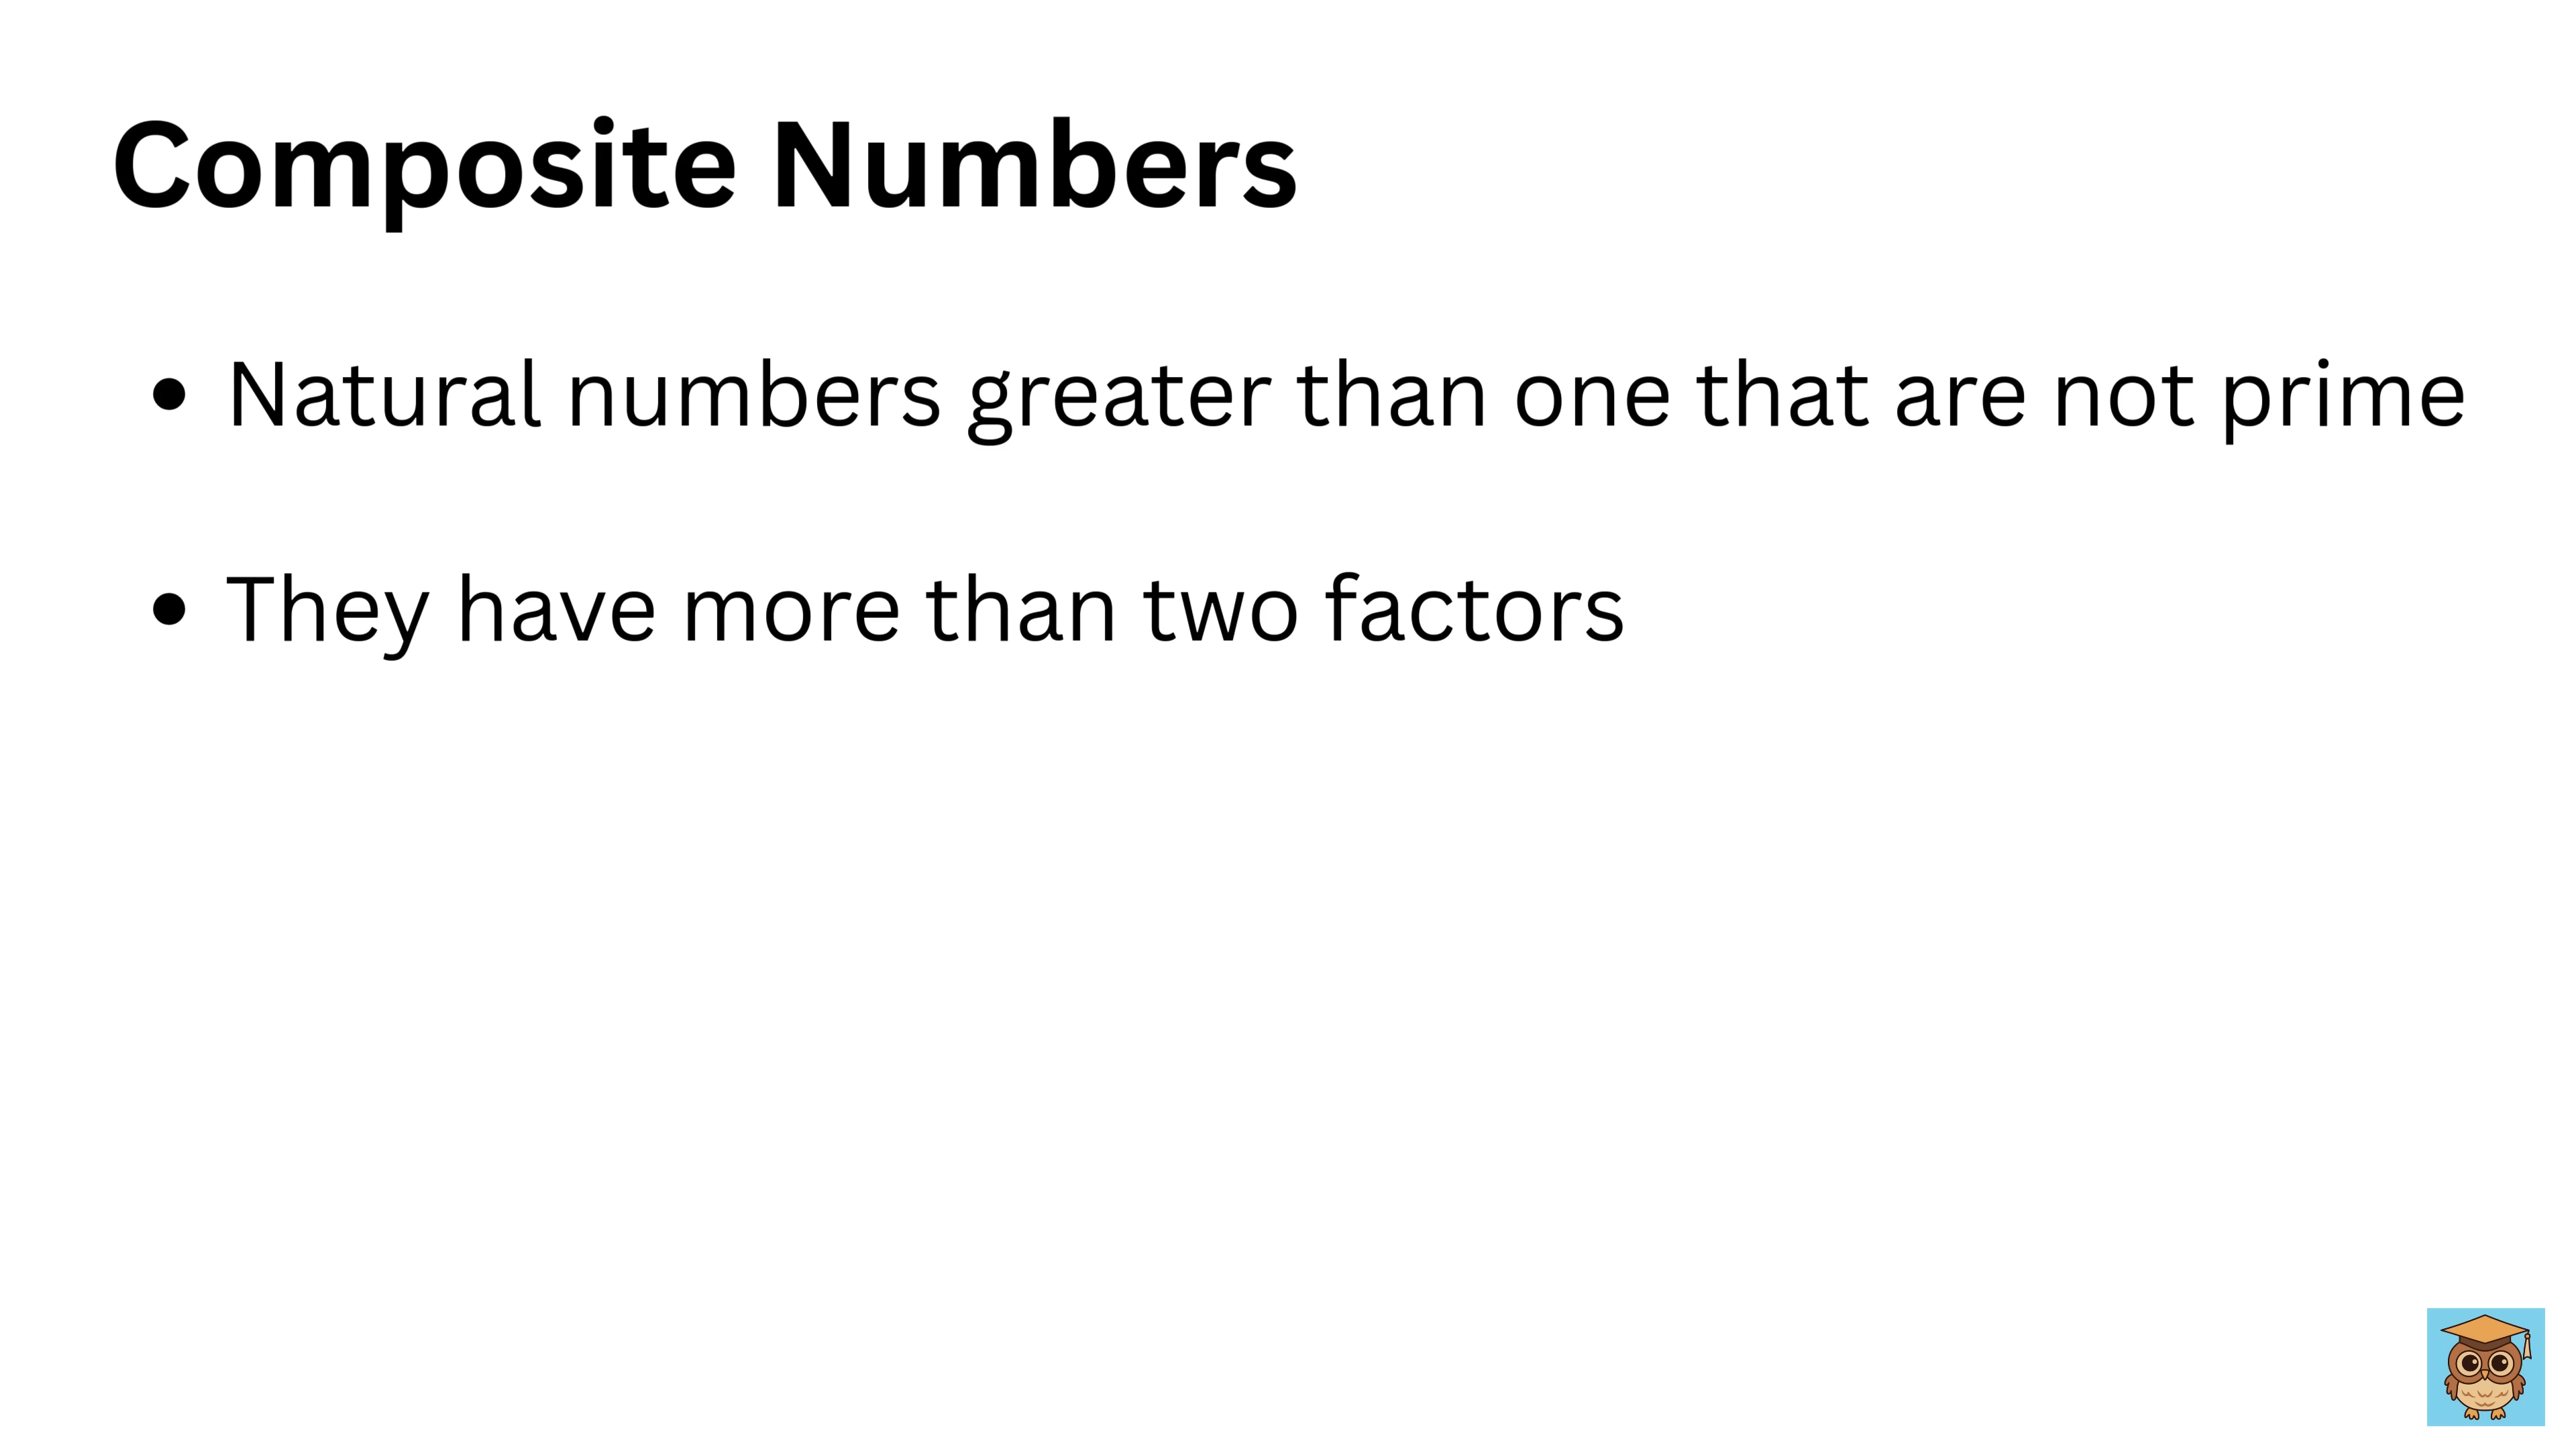 Composite Numbers
• Natural numbers greater than one that are not prime
• They have more than two factors